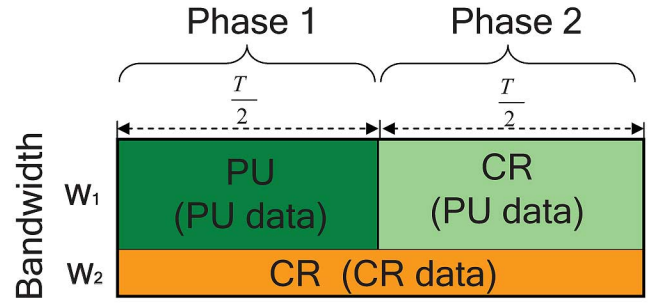 Phase 1
Phase 2
T
2
T
2
Bandwidth
W1
PU
(PU data)
CR
(PU data)
W2
CR (CR data)